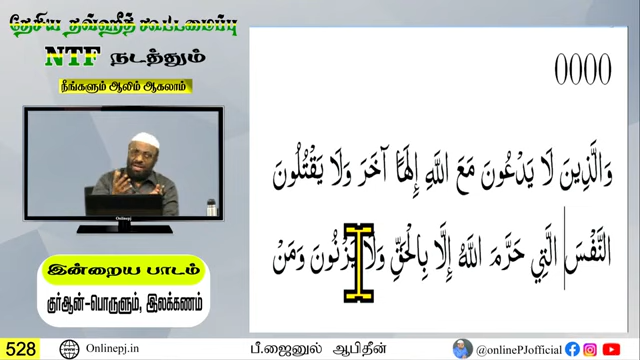 தேசிய தவ்ஹீத் கூட்டமைப்பு
NTF நடத்தும்
நீங்களும் ஆலிம் ஆகலாம்
Onlinepj
இன்றைய பாடம்
குர்ஆன்-பொருளும், இலக்கணம்
0000
وَالَّذِينَ لَا يَدْعُونَ مَعَ اللَّهِ إِلَهًا آخَرَ وَلَا يَقْتُلُونَ
النَّفْسَ الَّتِي حَرَّمَ اللَّهُ إِلَّا بِالْحَقِّ وَلَا يَزْنُونَ وَمَنْ
528 Onlinepj.in பீ.ஜைனுல் ஆபிதீன் @onlinePJofficial